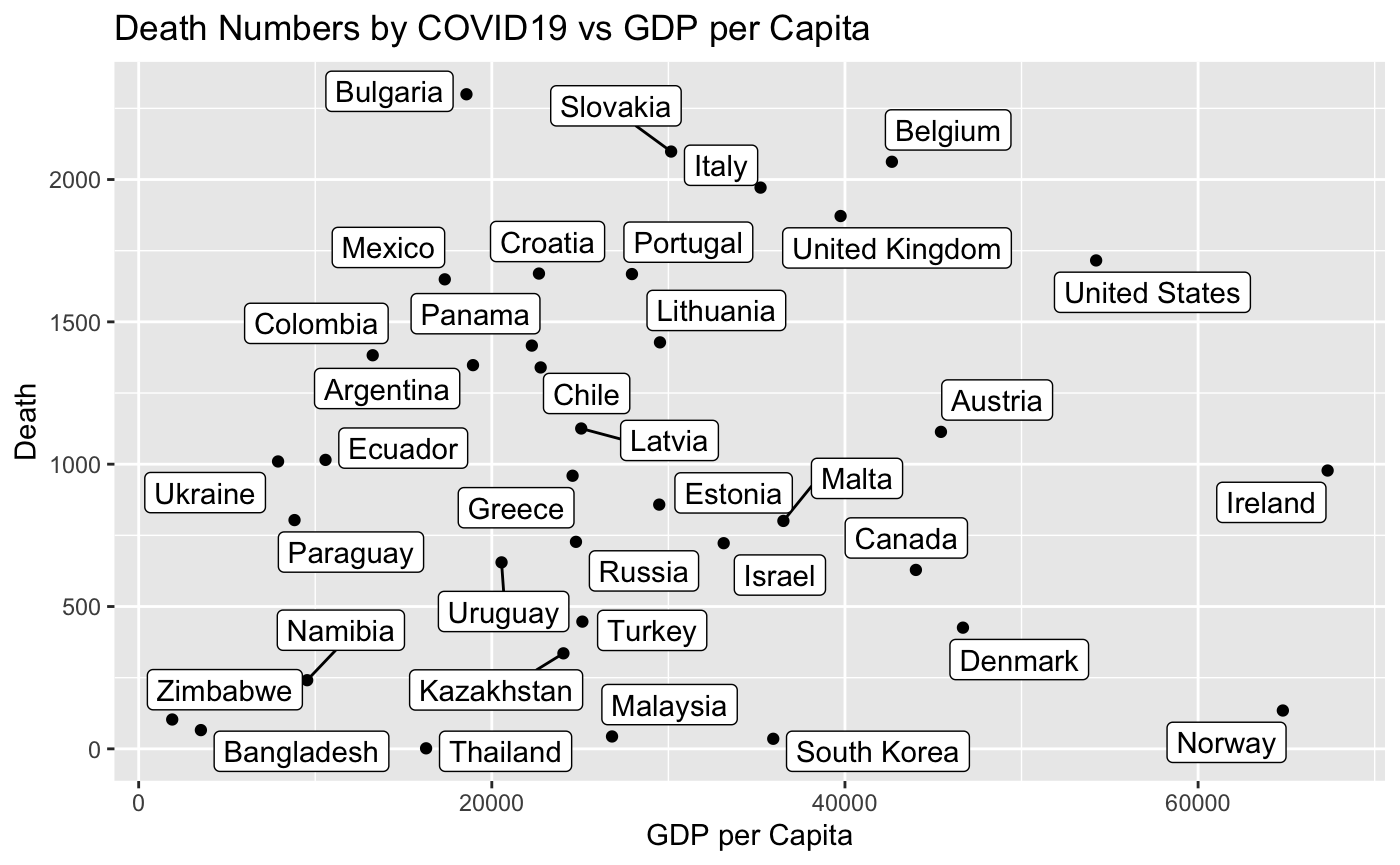 Death Numbers by COVID19 vs GDP per Capita
Bulgaria
Slovakia
Belgium
Italy
2000
Mexico
Croatia
Portugal
United Kingdom
United States
Panama
Lithuania
Colombia
1500
Argentina
Chile
Austria
Death
Latvia
Ecuador
1000
Malta
Estonia
Ukraine
Greece
Ireland
Canada
Paraguay
Russia
Israel
500
Uruguay
Namibia
Turkey
Denmark
Zimbabwe
Kazakhstan
Malaysia
0
Bangladesh
Thailand
South Korea
Norway
0
20000
40000
60000
GDP per Capita